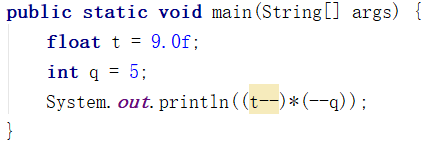 public static void main(String[] args) {
float t = 9.0f;
int q = 5;
System.out.println((t--)*(--q));
}